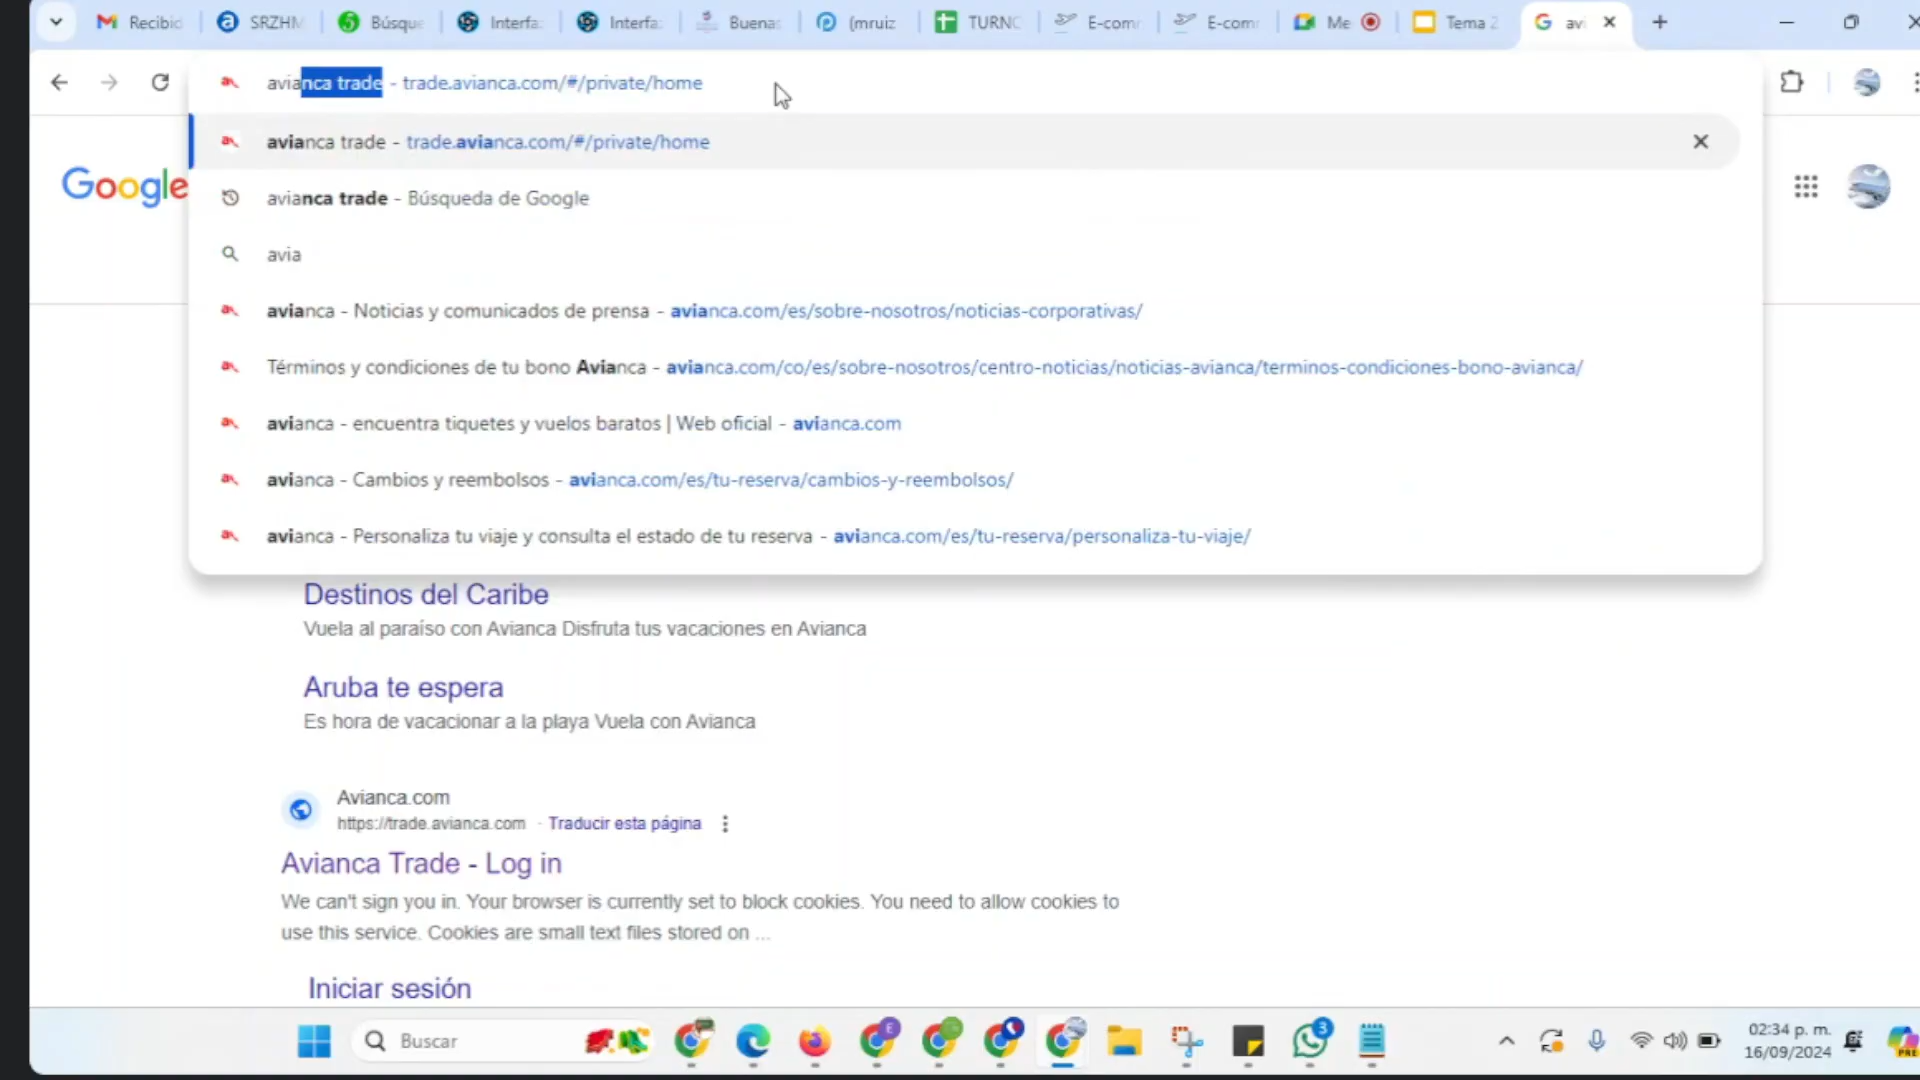 Recibid
SRZHM
Búsque
Interfa
Interfa
Buenas
(mruiz
TURNO
E-comr
E-comr
Me
Tema 2
avi
avianca trade - trade.avianca.com/#/private/home
avianca trade - trade.avianca.com/#/private/home
Google
avianca trade - Búsqueda de Google
avia
avianca - Noticias y comunicados de prensa - avianca.com/es/sobre-nosotros/noticias-corporativas/
Términos y condiciones de tu bono Avianca - avianca.com/co/es/sobre-nosotros/centro-noticias/noticias-avianca/terminos-condiciones-bono-avianca/
avianca - encuentra tiquetes y vuelos baratos | Web oficial - avianca.com
avianca - Cambios y reembolsos - avianca.com/es/tu-reserva/cambios-y-reembolsos/
avianca - Personaliza tu viaje y consulta el estado de tu reserva - avianca.com/es/tu-reserva/personaliza-tu-viaje/
Destinos del Caribe
Vuela al paraíso con Avianca Disfruta tus vacaciones en Avianca
Aruba te espera
Es hora de vacacionar a la playa Vuela con Avianca
Avianca.com
https://trade.avianca.com · Traducir esta página
Avianca Trade - Log in
We can't sign you in. Your browser is currently set to block cookies. You need to allow cookies to
use this service. Cookies are small text files stored on ...
Iniciar sesión
Buscar
E
3
02:34 p. m.
16/09/2024
PRE